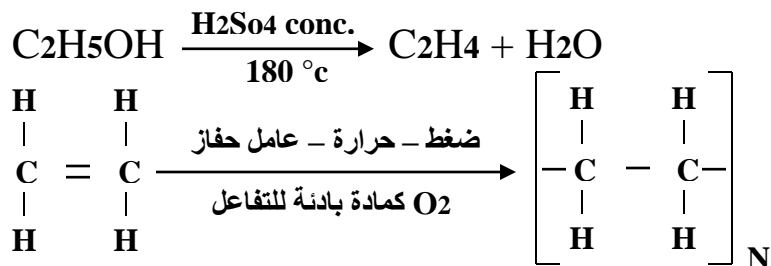 C2H5OH H2So4 conc. 180 °c C2H4 + H2O
H H H H
ضغط – حرارة – عامل حفاز
C = C – C – C –
O2 كمادة بادئة للتفاعل
H H H H
N